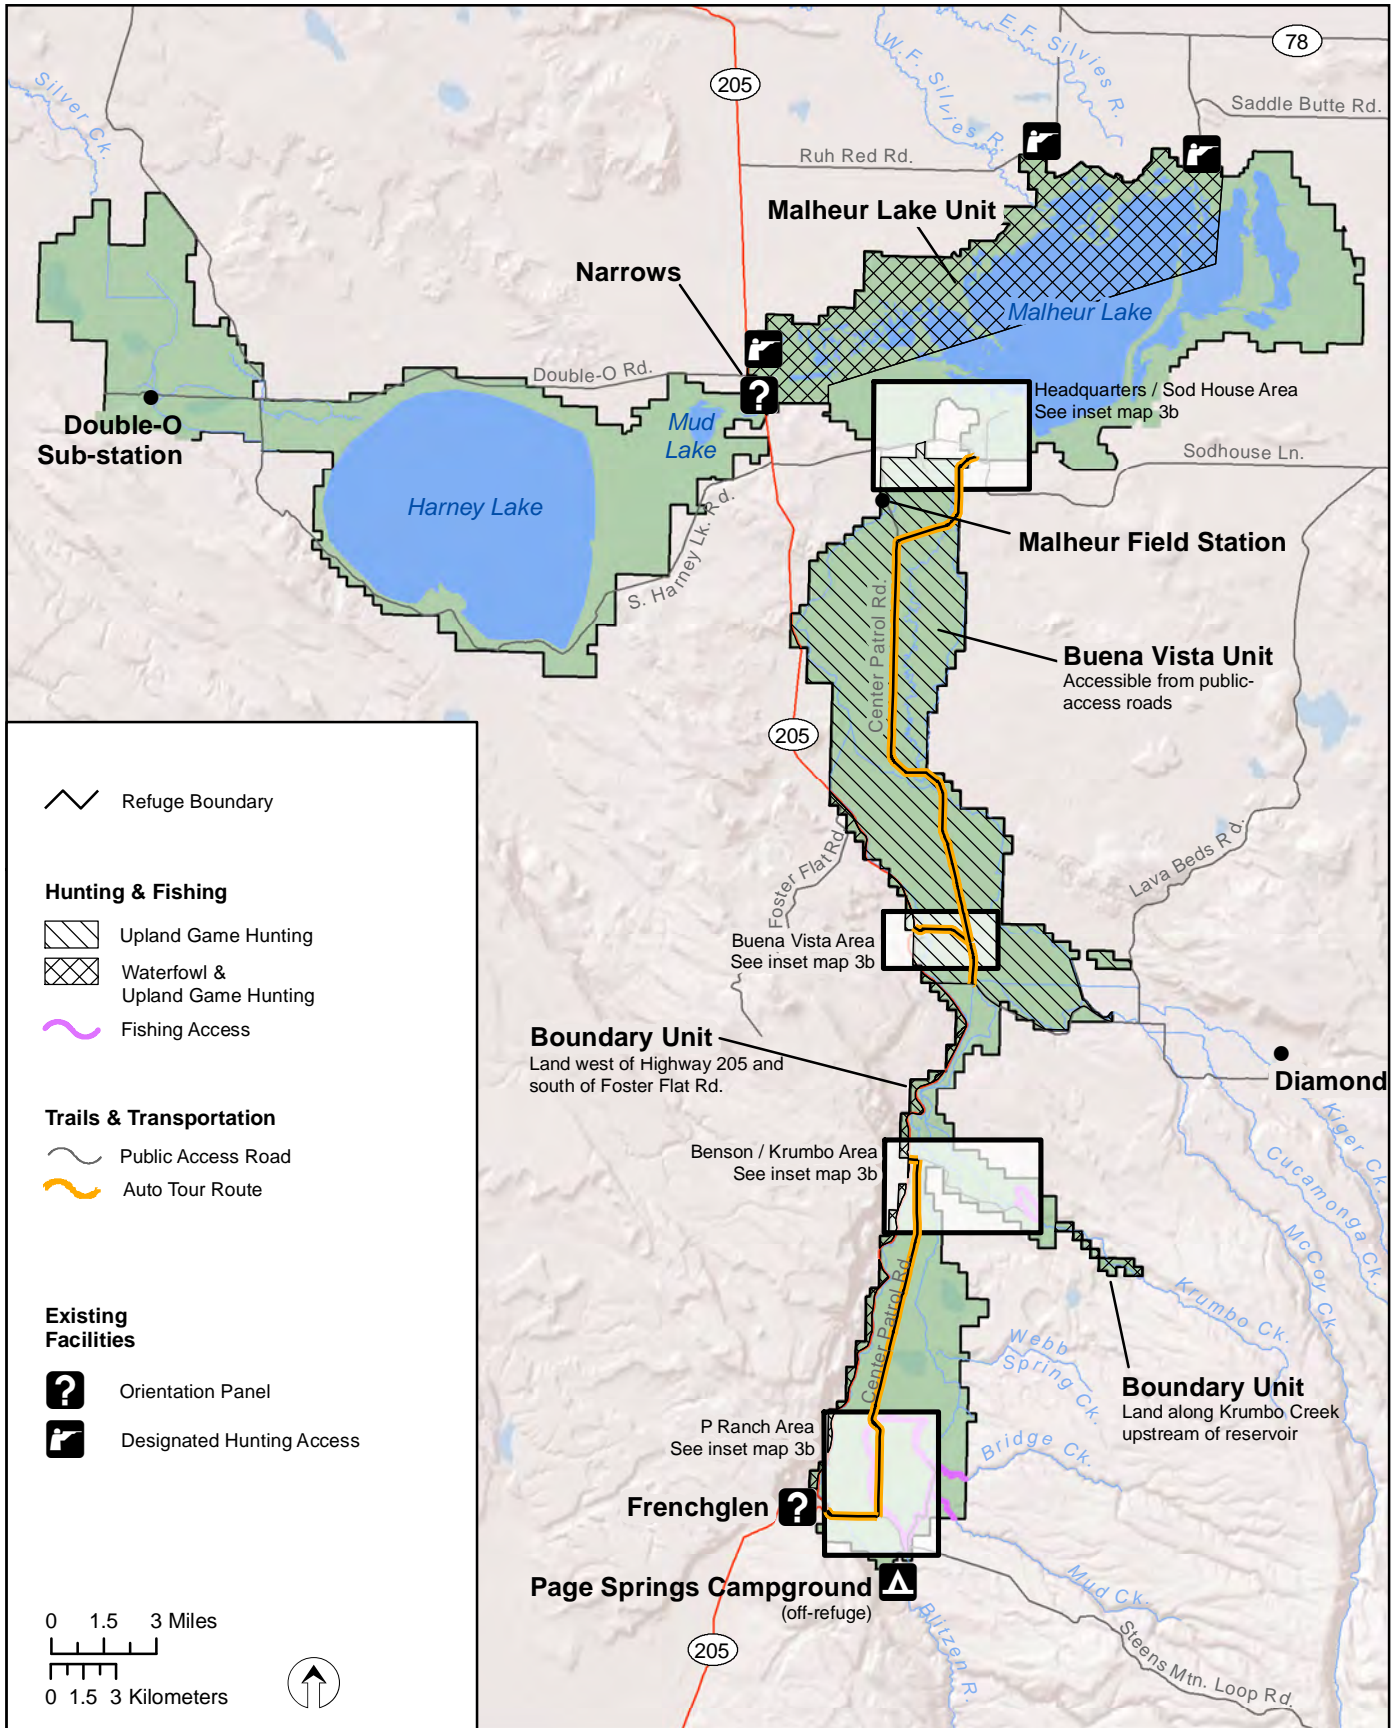 78
E.F. Silvies R.
W.F. Silvies R.
205
Silver Ck.
Saddle Butte Rd.
Ruh Red Rd.
Malheur Lake Unit
Narrows
Malheur Lake
Double-O Rd.
Headquarters / Sod House Area
See inset map 3b
Mud
Lake
Double-O
Sub-station
Sodhouse Ln.
Harney Lake
Malheur Field Station
S. Harney Lk. Rd.
Center Patrol Rd.
Buena Vista Unit
Accessible from public-
access roads
205
Foster Flat Rd.
Lava Beds Rd.
Buena Vista Area
See inset map 3b
Boundary Unit
Land west of Highway 205 and
south of Foster Flat Rd.
Diamond
Kiger Ck.
Cucamonga Ck.
McCoy Ck.
Benson / Krumbo Area
See inset map 3b
Krumbo Ck.
Center Patrol Rd.
Webb
Spring Ck.
Boundary Unit
Land along Krumbo Creek
upstream of reservoir
P Ranch Area
See inset map 3b
Bridge Ck.
Frenchglen
?
Page Springs Campground
(off-refuge)
Mud Ck.
Blitzen R.
Steens Mtn. Loop Rd.
205
?
Refuge Boundary
Hunting & Fishing
Upland Game Hunting
Waterfowl &
Upland Game Hunting
Fishing Access
Trails & Transportation
Public Access Road
Auto Tour Route
Existing
Facilities
? Orientation Panel
Designated Hunting Access
0 1.5 3 Miles
0 1.5 3 Kilometers